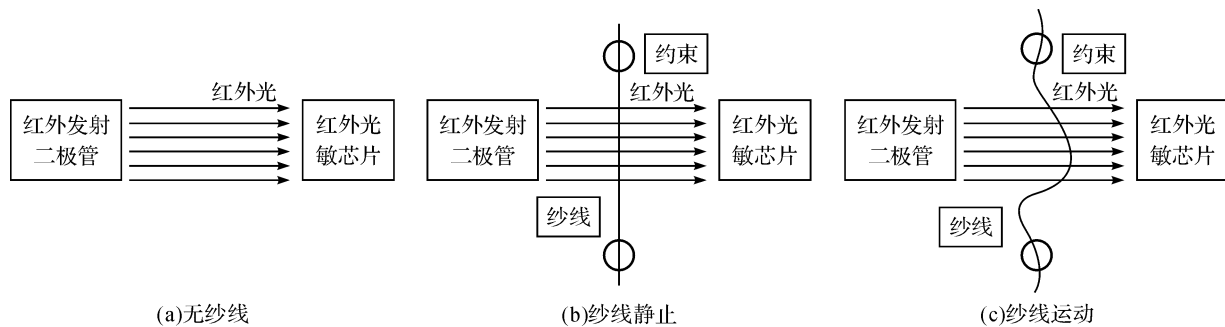 红外光
红外发射
二极管
红外光
敏芯片
(a)无纱线
约束
红外光
红外发射
二极管
红外光
敏芯片
纱线
(b)纱线静止
约束
红外光
红外发射
二极管
红外光
敏芯片
纱线
(c)纱线运动